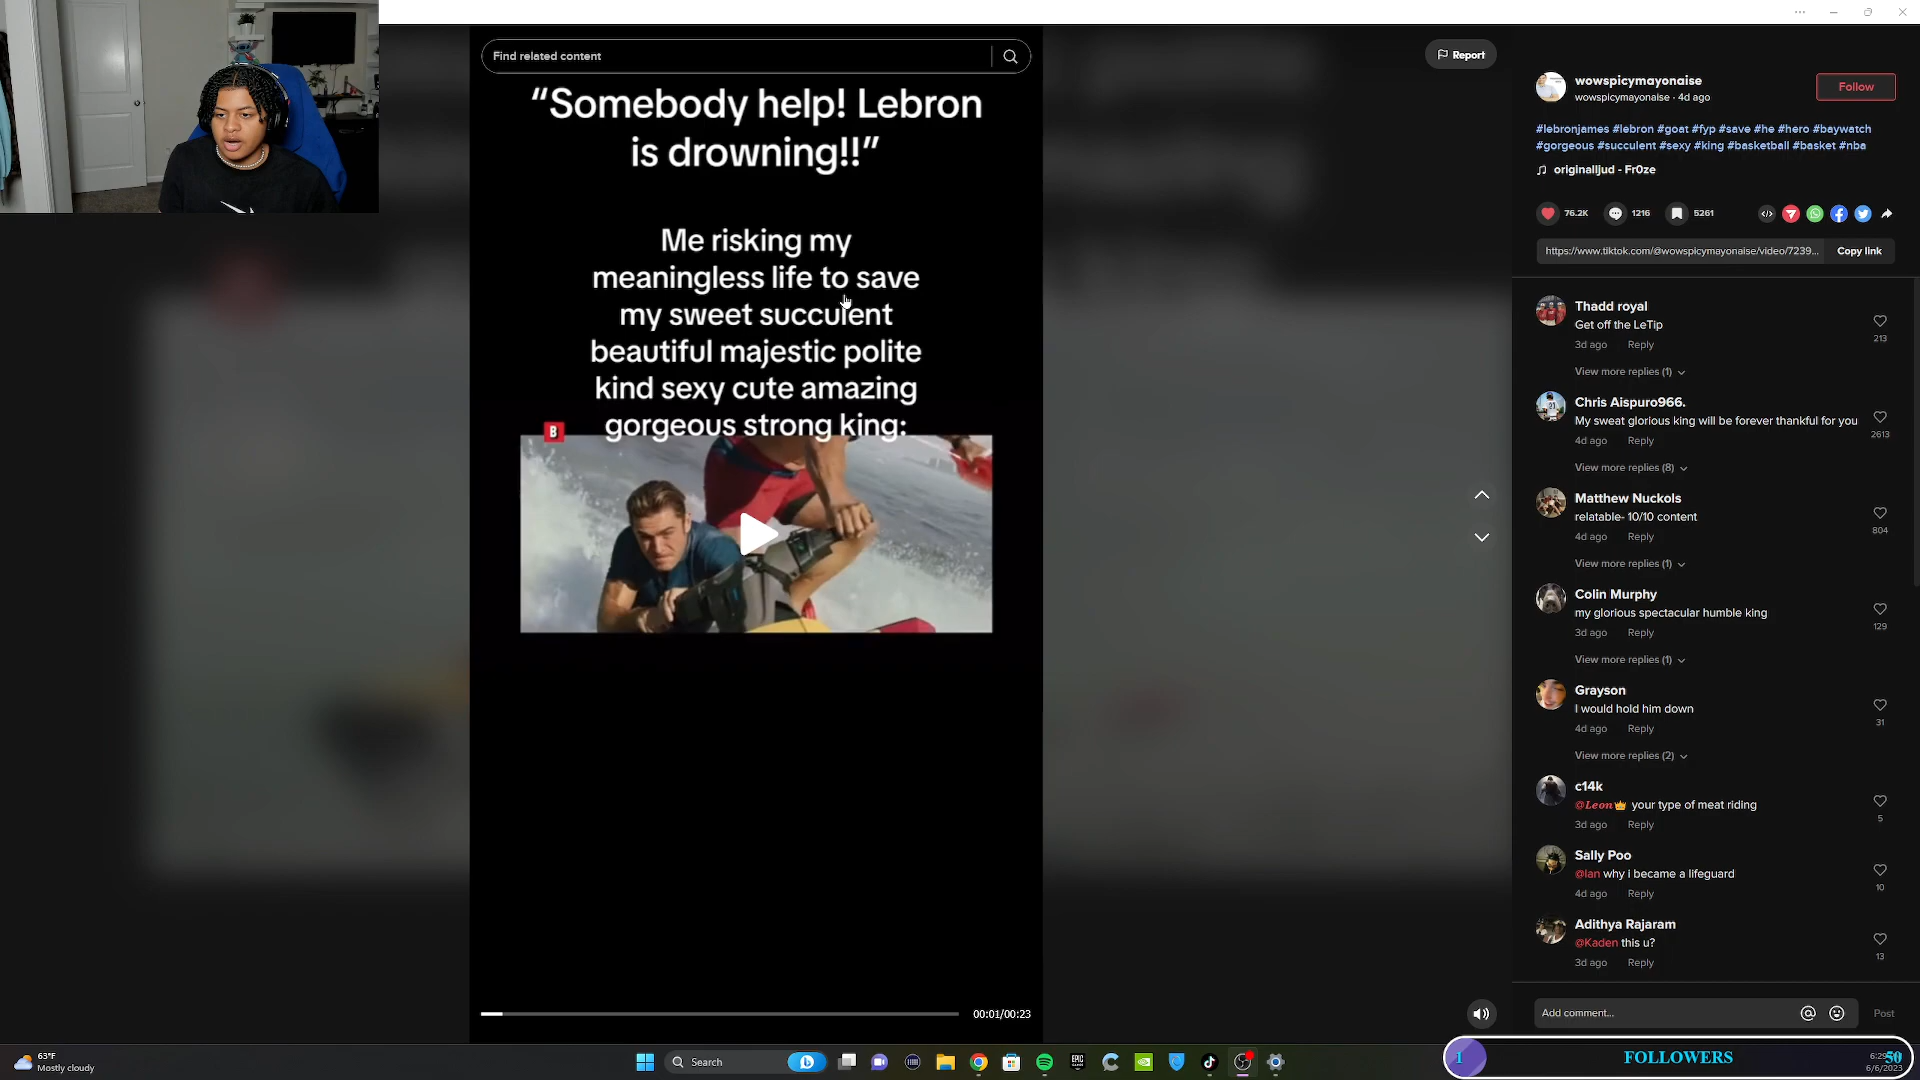 Find related content
Report
“Somebody help! Lebron
is drowning!!”
Me risking my
meaningless life to save
my sweet succulent
beautiful majestic polite
kind sexy cute amazing
gorgeous strong king:
B
00:01/00:23
wowspicymayonaise
wowspicymayonaise · 4d ago
Follow
#lebronjames #lebron #goat #fyp #save #he #hero #baywatch
#gorgeous #succulent #sexy #king #basketball #basket #nba
originalljud - Fr0ze
76.2K
1216
5261
https://www.tiktok.com/@wowspicymayonaise/video/7239...
Copy link
Thadd royal
Get off the LeTip
213
3d ago Reply
View more replies (1)
Chris Aispuro966.
My sweat glorious king will be forever thankful for you
2613
4d ago Reply
View more replies (8)
Matthew Nuckols
relatable- 10/10 content
804
4d ago Reply
View more replies (1)
Colin Murphy
my glorious spectacular humble king
129
3d ago Reply
View more replies (1)
Grayson
I would hold him down
31
4d ago Reply
View more replies (2)
c14k
@Leon👑 your type of meat riding
5
3d ago Reply
Sally Poo
@Ian why i became a lifeguard
10
4d ago Reply
Adithya Rajaram
@Kaden this u?
13
3d ago Reply
Add comment...
Post
63°F
Mostly cloudy
Search
EPIC
1
FOLLOWERS
50
6/6/2023